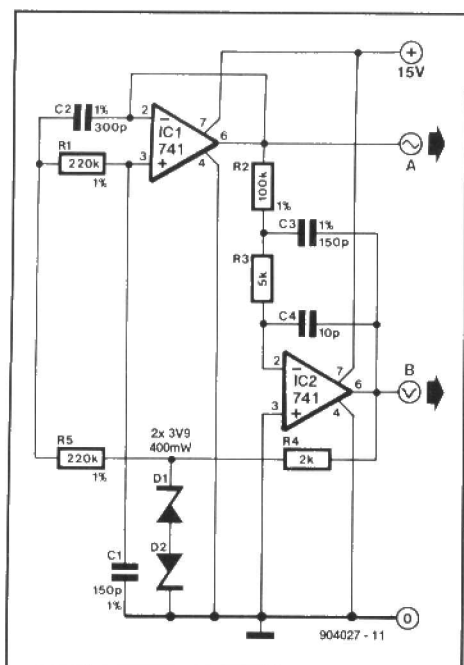 C2
1%
300p
2
−
IC1
741
7
6
3
+
4
R1
220k
1%
+
15V
A
R2
100k
1%
C3
1%
150p
R3
5k
C4
10p
2
−
IC2
741
7
6
3
+
4
B
2x 3V9
400mW
R5
220k
1%
R4
2k
D1
D2
C1
150p
1%
0
904027 - 11